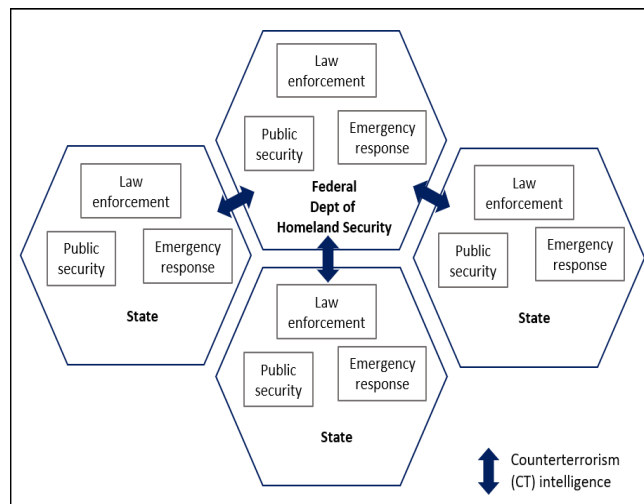 Law
enforcement
Public
security
Emergency
response
Federal
Dept of
Homeland Security
Law
enforcement
Public
security
Emergency
response
State
Law
enforcement
Public
security
Emergency
response
State
Law
enforcement
Public
security
Emergency
response
State
Counterterrorism
(CT) intelligence